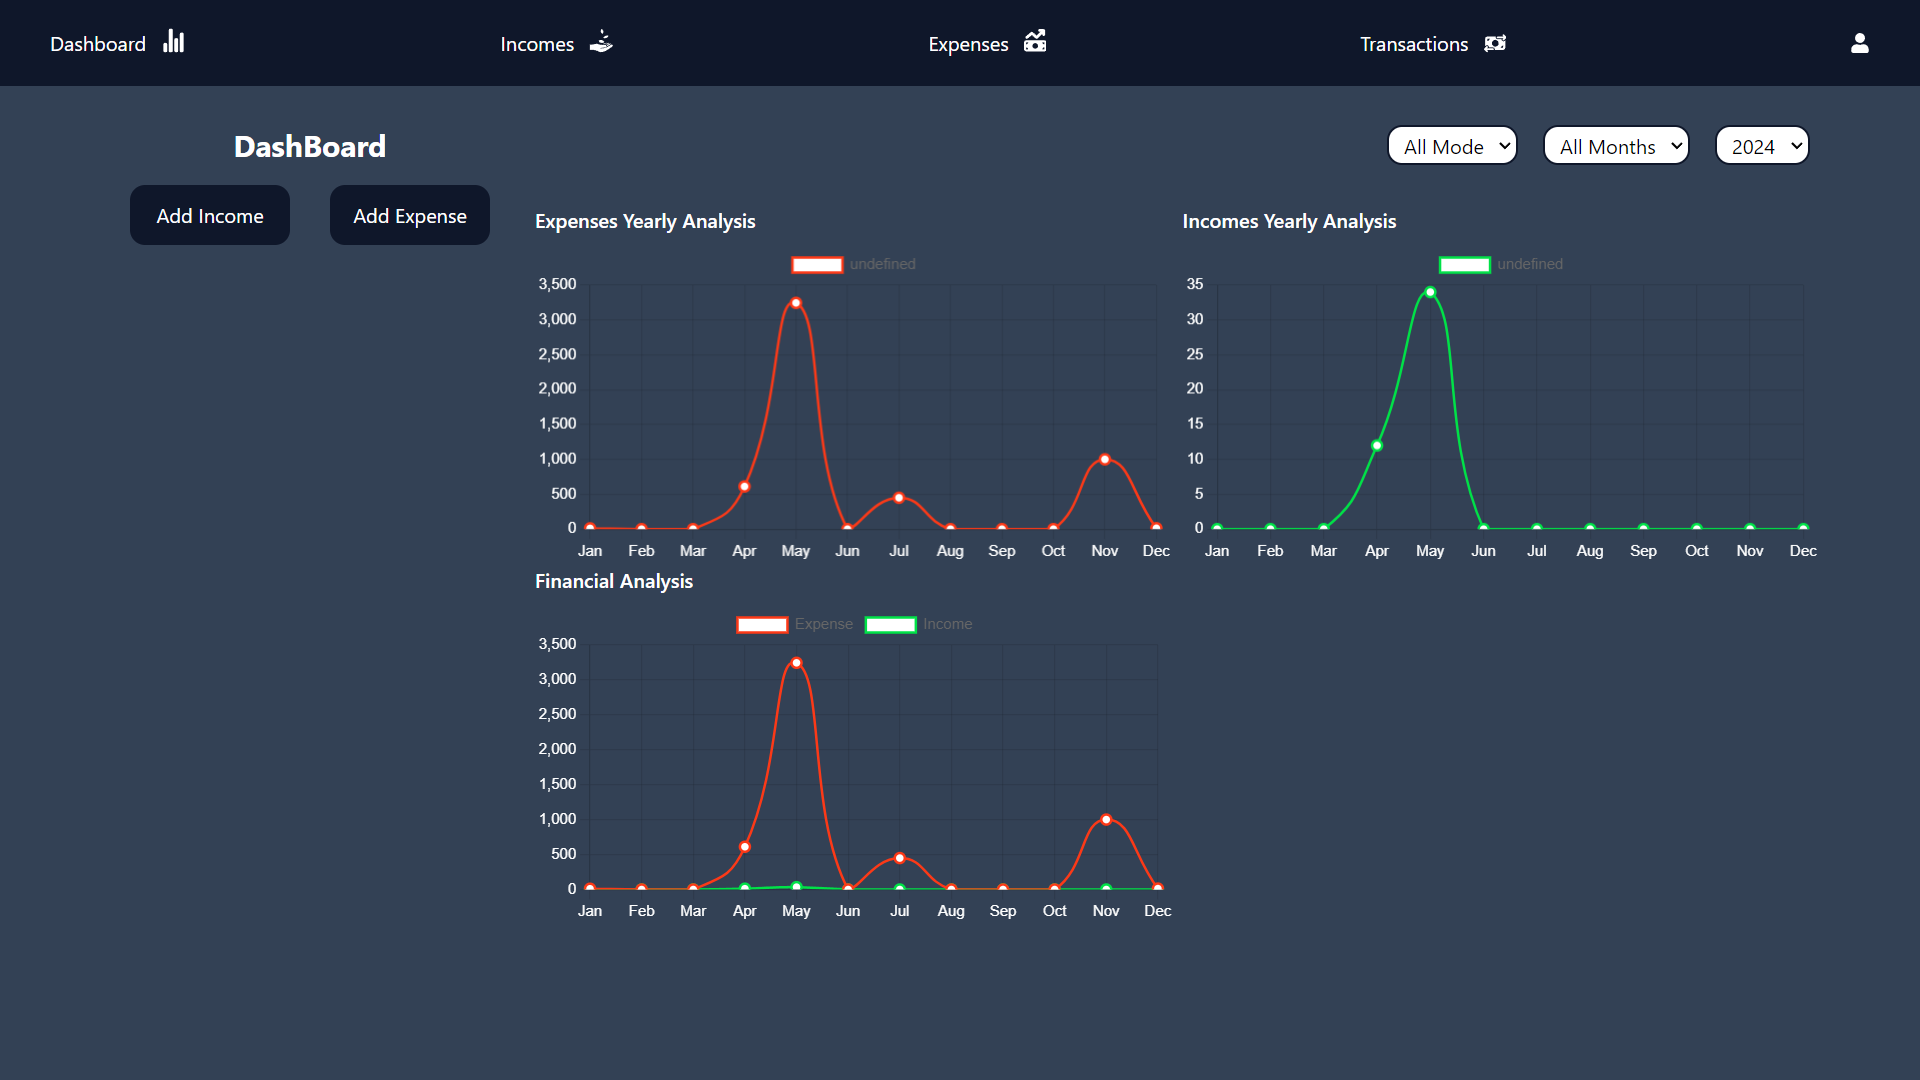 Dashboard Incomes Expenses Transactions
DashBoard
All Mode All Months 2024
Add Income Add Expense
Expenses Yearly Analysis
undefined
3,500
3,000
2,500
2,000
1,500
1,000
500
0
Jan Feb Mar Apr May Jun Jul Aug Sep Oct Nov Dec
Incomes Yearly Analysis
undefined
35
30
25
20
15
10
5
0
Jan Feb Mar Apr May Jun Jul Aug Sep Oct Nov Dec
Financial Analysis
Expense Income
3,500
3,000
2,500
2,000
1,500
1,000
500
0
Jan Feb Mar Apr May Jun Jul Aug Sep Oct Nov Dec